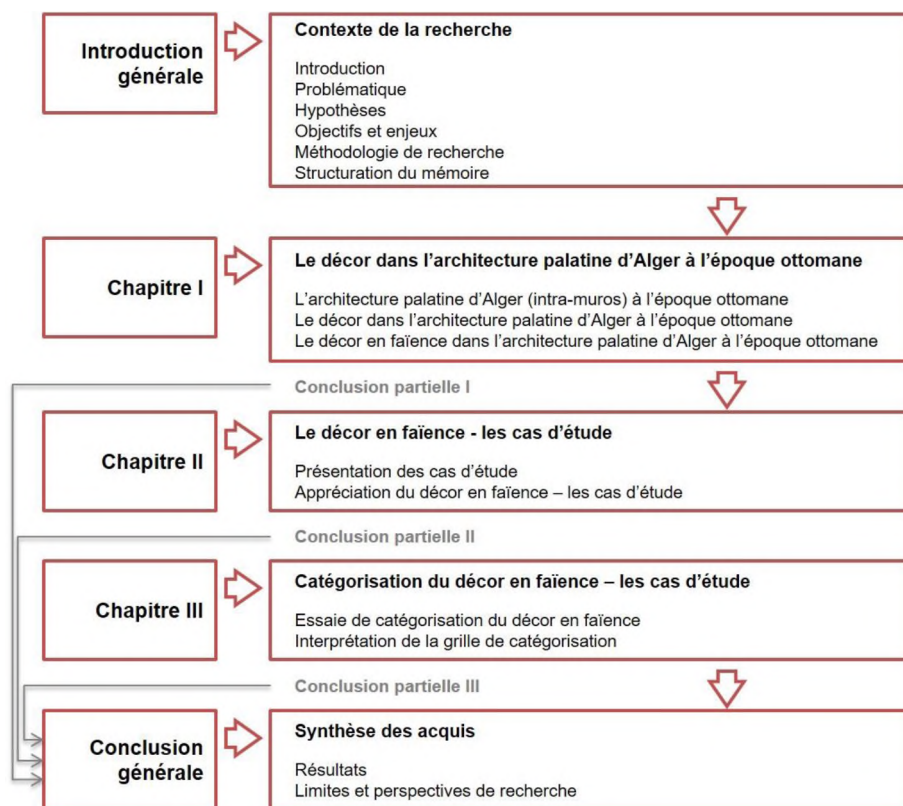 Introduction
générale
Contexte de la recherche
Introduction
Problématique
Hypothèses
Objectifs et enjeux
Méthodologie de recherche
Structuration du mémoire
Chapitre I
Le décor dans l’architecture palatine d’Alger à l’époque ottomane
L’architecture palatine d’Alger (intra-muros) à l’époque ottomane
Le décor dans l’architecture palatine d’Alger à l’époque ottomane
Le décor en faïence dans l’architecture palatine d’Alger à l’époque ottomane
Conclusion partielle I
Chapitre II
Le décor en faïence - les cas d’étude
Présentation des cas d’étude
Appréciation du décor en faïence – les cas d’étude
Conclusion partielle II
Chapitre III
Catégorisation du décor en faïence – les cas d’étude
Essaie de catégorisation du décor en faïence
Interprétation de la grille de catégorisation
Conclusion partielle III
Conclusion
générale
Synthèse des acquis
Résultats
Limites et perspectives de recherche